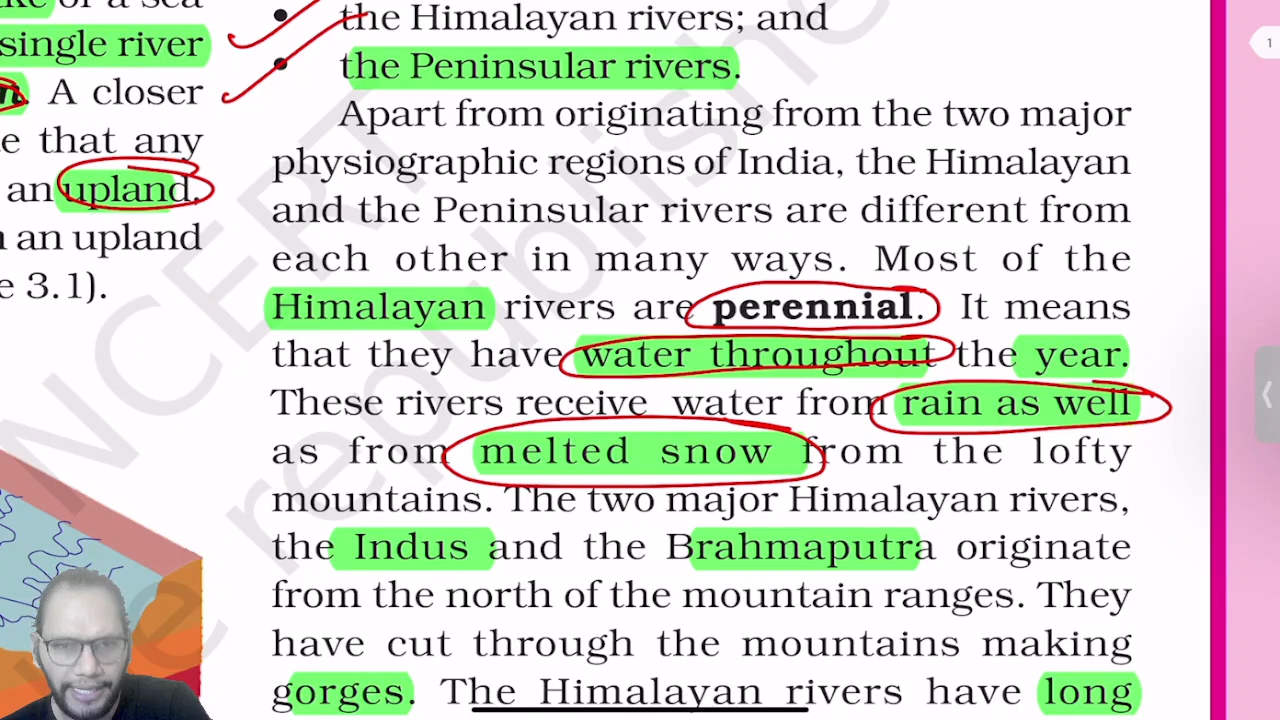 single river
A closer
that any
an upland.
an upland
3.1).
• the Himalayan rivers; and
• the Peninsular rivers.
Apart from originating from the two major
physiographic regions of India, the Himalayan
and the Peninsular rivers are different from
each other in many ways. Most of the
Himalayan rivers are perennial. It means
that they have water throughout the year.
These rivers receive water from rain as well
as from melted snow from the lofty
mountains. The two major Himalayan rivers,
the Indus and the Brahmaputra originate
from the north of the mountain ranges. They
have cut through the mountains making
gorges. The Himalayan rivers have long
1
NCERT
republished